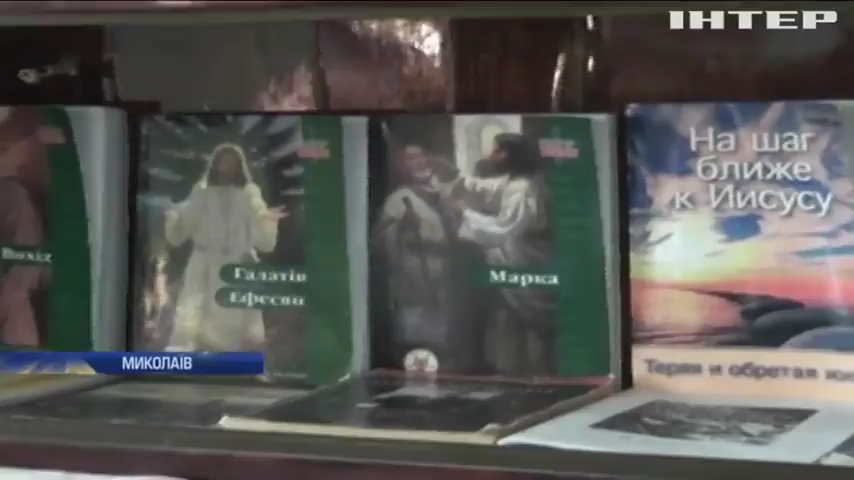 ІНТЕР
На шаг
ближе
к Иисусу
Вихід
Галатів
Ефесян
Марка
МИКОЛАЇВ
Теряя и обретая